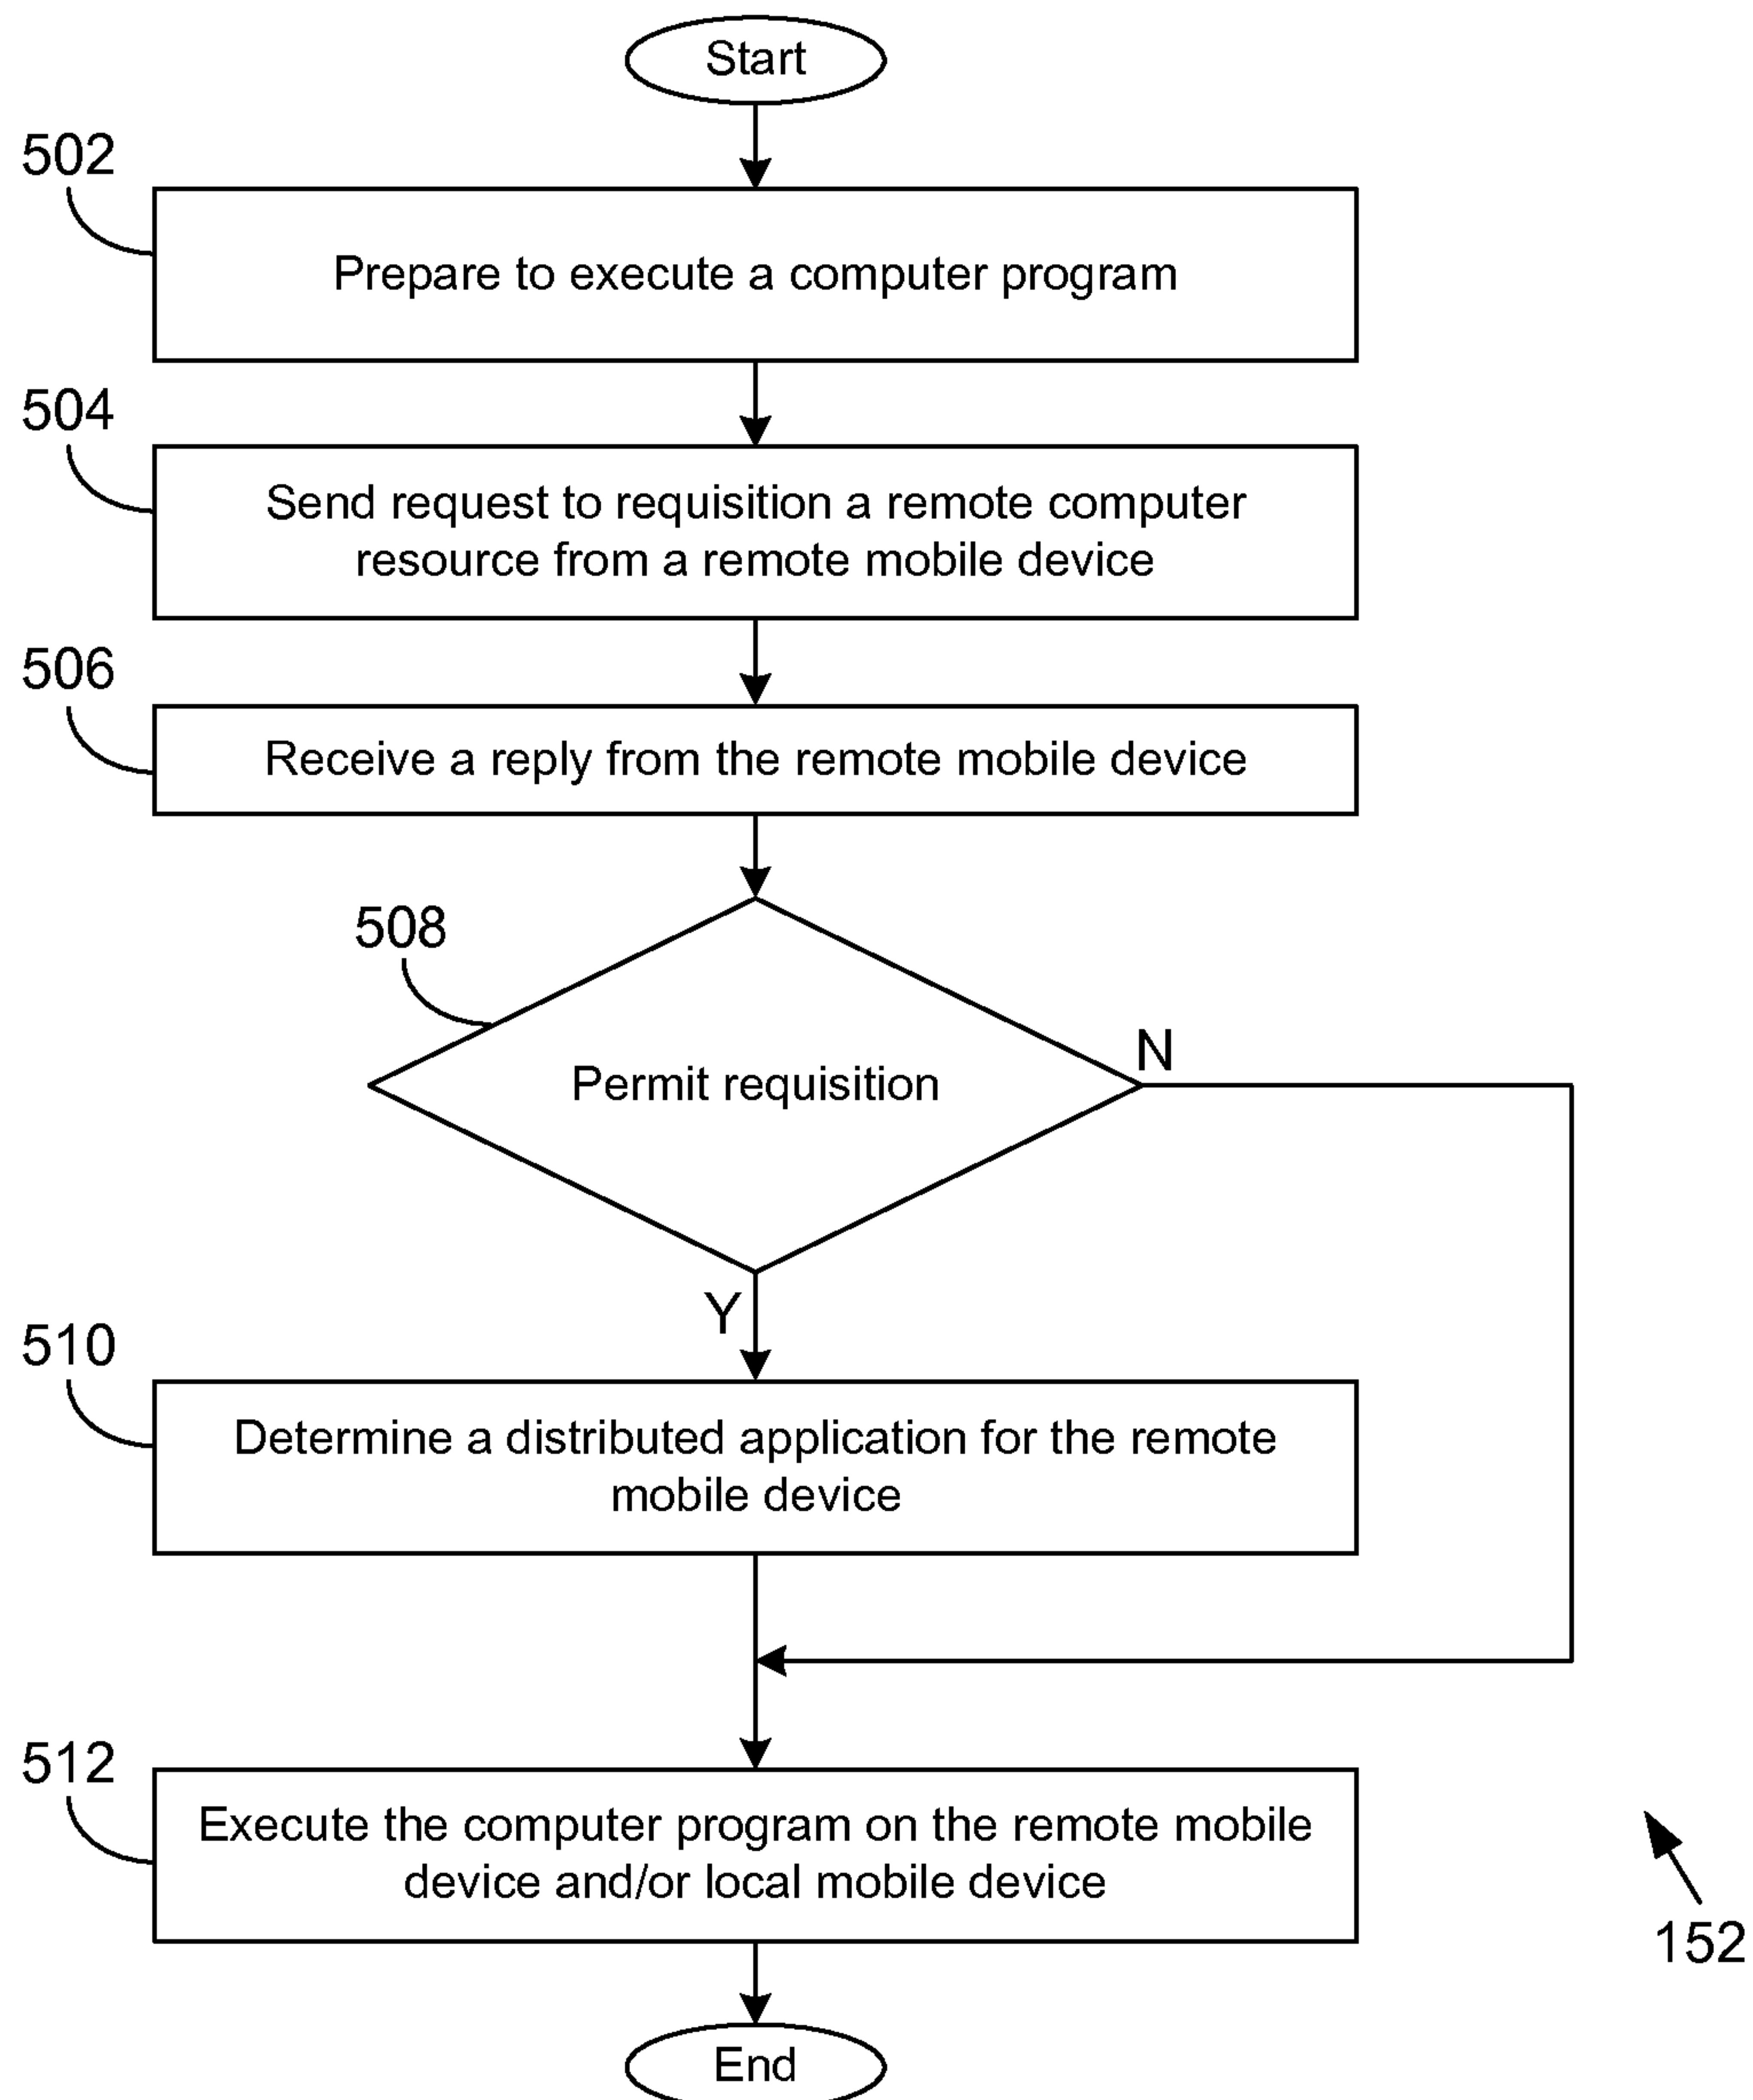 Start
502
Prepare to execute a computer program
504
Send request to requisition a remote computer
resource from a remote mobile device
506
Receive a reply from the remote mobile device
508
Permit requisition
N
Y
510
Determine a distributed application for the remote
mobile device
512
Execute the computer program on the remote mobile
device and/or local mobile device
152
End